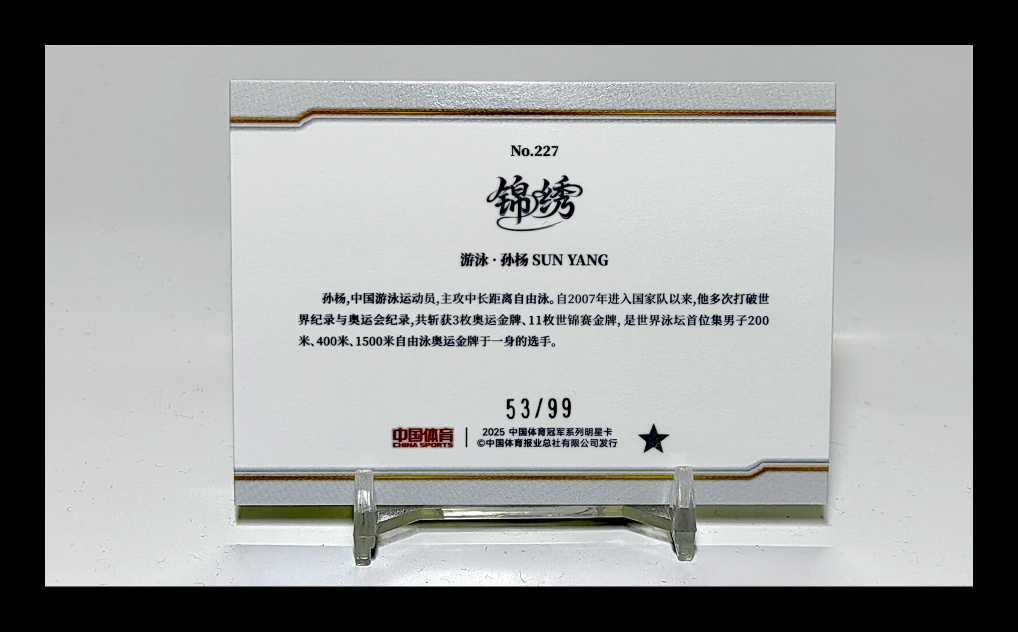 No.227
锦绣
游泳·孙杨 SUN YANG
孙杨,中国游泳运动员,主攻中长距离自由泳。自2007年进入国家队以来,他多次打破世
界纪录与奥运会纪录,共斩获3枚奥运金牌、11枚世锦赛金牌, 是世界泳坛首位集男子200
米、400米、1500米自由泳奥运金牌于一身的选手。
53/99
中国体育
CHINA SPORTS
2025 中国体育冠军系列明星卡
©中国体育报业总社有限公司发行